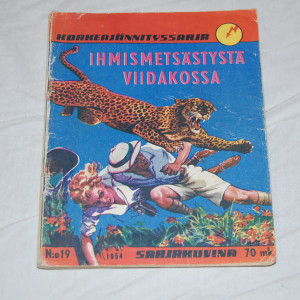 KORKEAJÄNNITYSSARJA
IHMISMETSÄSTYSTÄ
VIIDAKOSSA
N:o 19
1954
SARJAKUVINA
70 mk